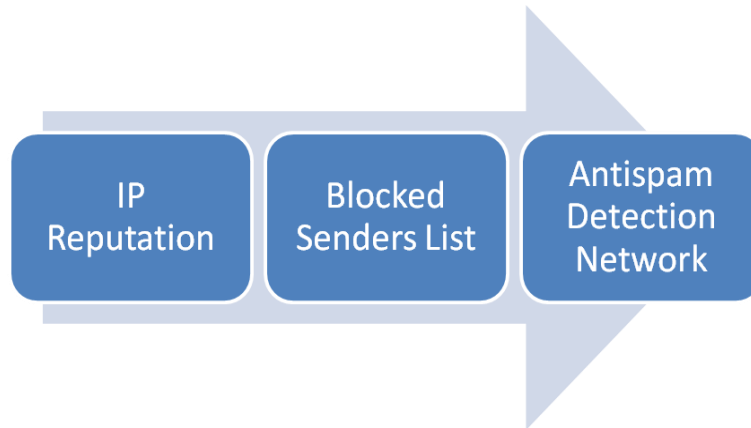 IP
Reputation
Blocked
Senders List
Antispam
Detection
Network